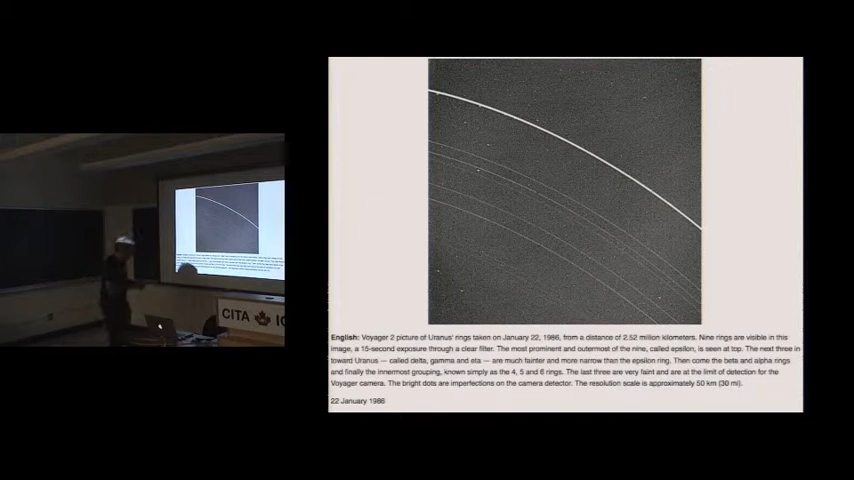 English: Voyager 2 picture of Uranus' rings taken on January 22, 1986, from a distance of 2.52 million kilometers. Nine rings are visible in this
image, a 15-second exposure through a clear filter. The most prominent and outermost of the nine, called epsilon, is seen at top. The next three in
toward Uranus — called delta, gamma and eta — are much fainter and more narrow than the epsilon ring. Then come the beta and alpha rings
and finally the innermost grouping, known simply as the 4, 5 and 6 rings. The last three are very faint and are at the limit of detection for the
Voyager camera. The bright dots are imperfections on the camera detector. The resolution scale is approximately 50 km (30 mi).
22 January 1986
CITA